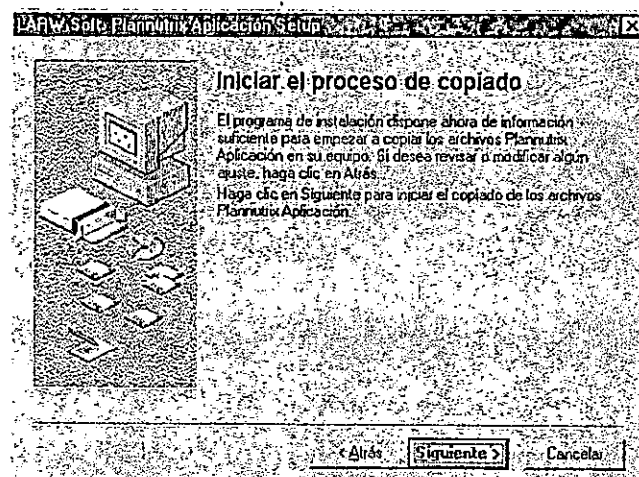 Plannutrix Aplicación Setup
Iniciar el proceso de copiado
El programa de instalación dispone ahora de información
suficiente para empezar a copiar los archivos Plannutrix
Aplicación en su equipo. Si desea revisar o modificar algún
ajuste, haga clic en Atrás.
Haga clic en Siguiente para iniciar el copiado de los archivos
Plannutrix Aplicación.
< Atrás
Siguiente >
Cancelar